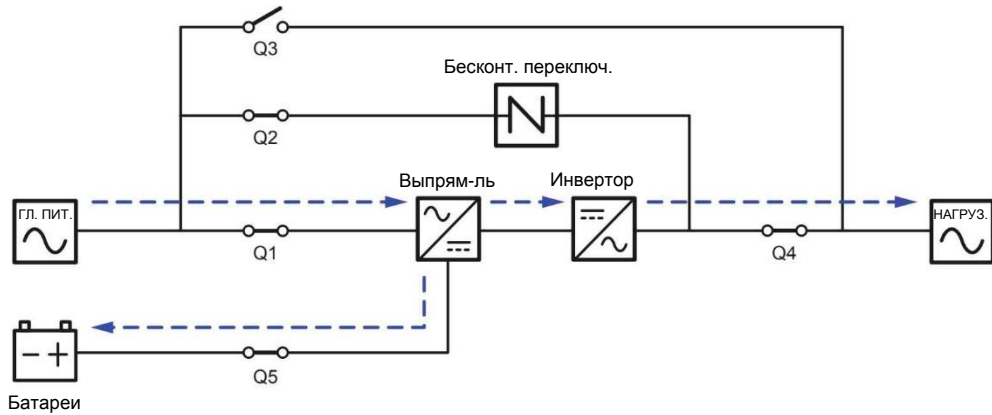 Q3
Бесконт. переключ.
Q2
Выпрям-ль
Инвертор
ГЛ. ПИТ.
НАГРУЗ.
Q1
Q4
Q5
Батареи